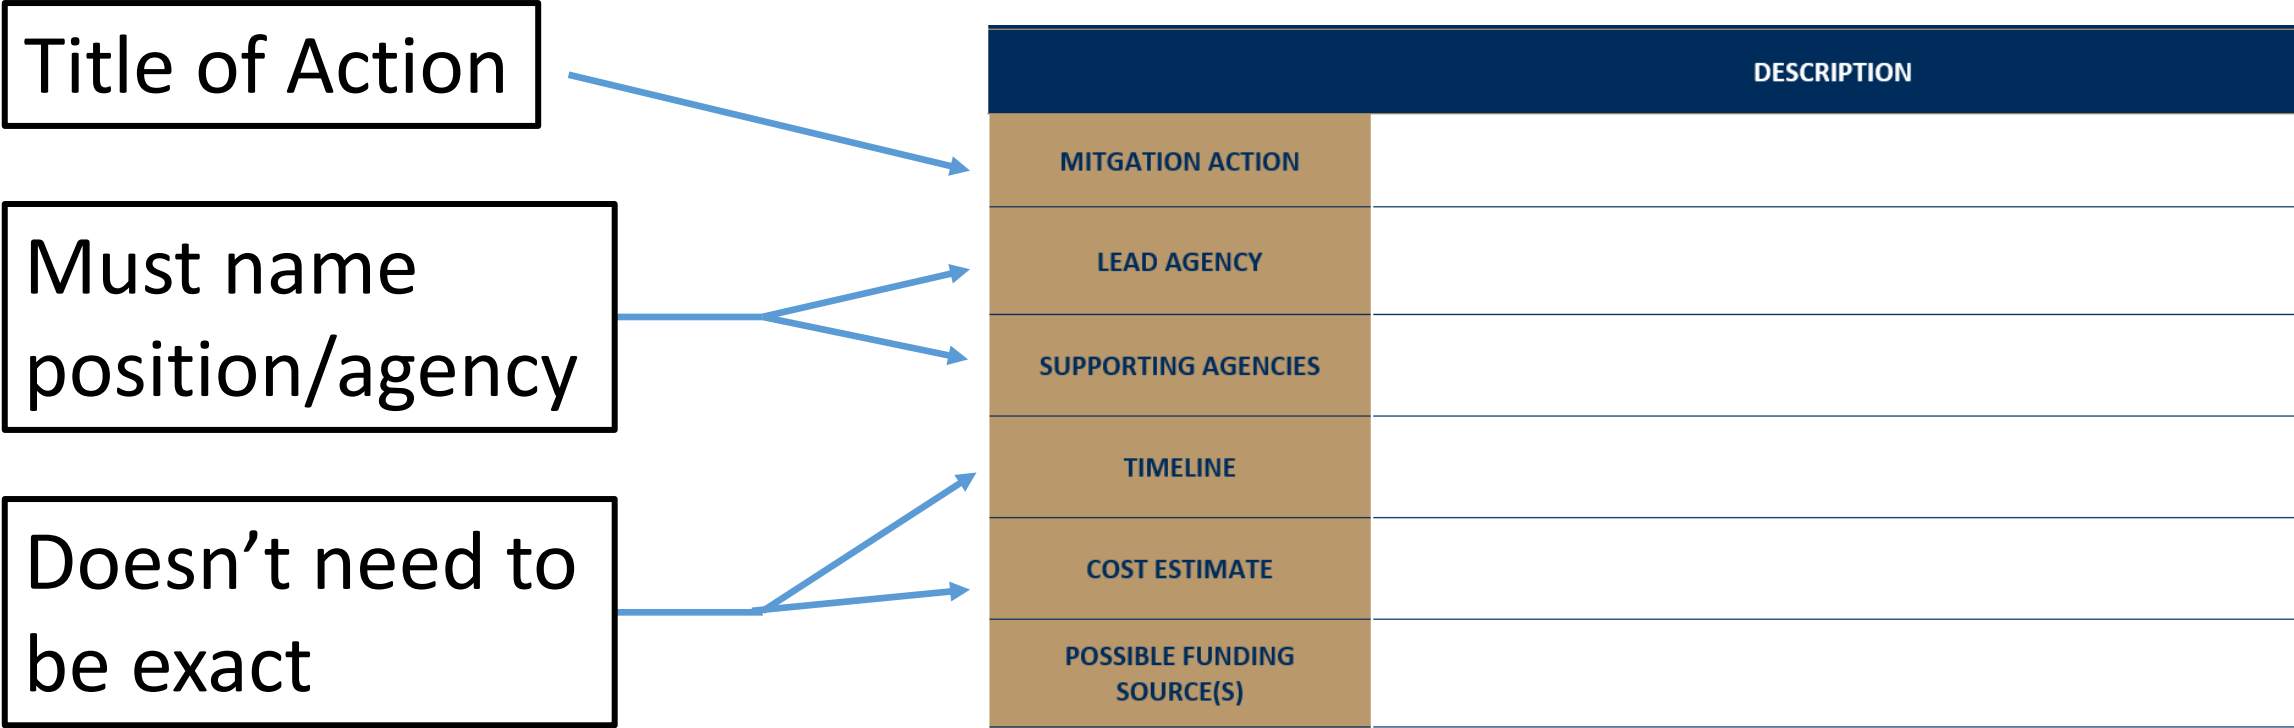 Title of Action
Must name
position/agency
Doesn’t need to
be exact
DESCRIPTION
MITGATION ACTION
LEAD AGENCY
SUPPORTING AGENCIES
TIMELINE
COST ESTIMATE
POSSIBLE FUNDING
SOURCE(S)